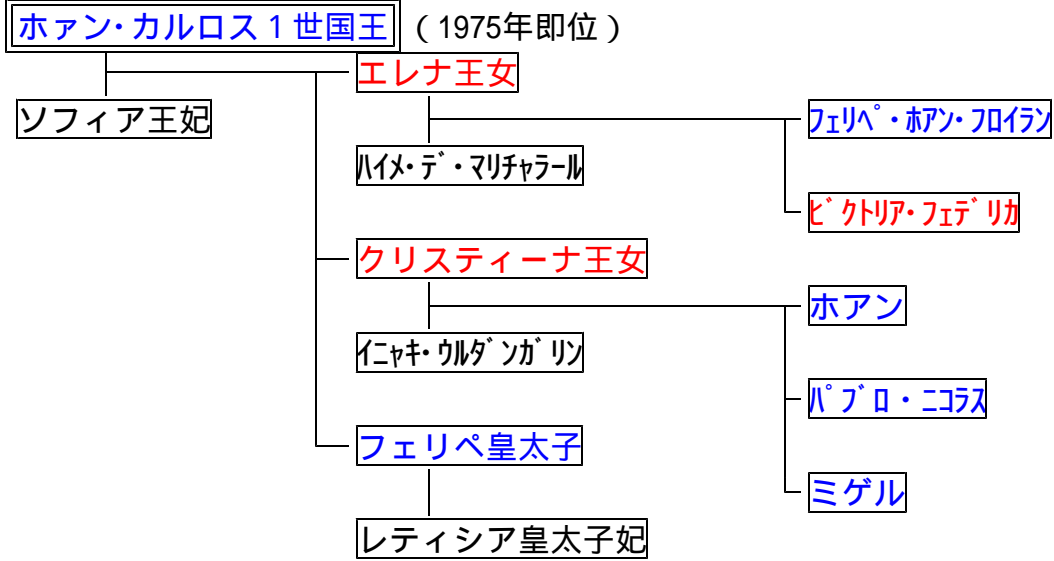 ホァン・カルロス１世国王 （1975年即位）
エレナ王女
ソフィア王妃
ﾌｪﾘﾍﾟ・ﾎｱﾝ・ﾌﾛｲﾗﾝ
ﾊｲﾒ・ﾃﾞ・ﾏﾘﾁｬﾗｰﾙ
ﾋﾞｸﾄﾘｱ・ﾌｪﾃﾞﾘｶ
クリスティーナ王女
ホアン
ｲﾆｬｷ・ｳﾙﾀﾞﾝｶﾞﾘﾝ
ﾊﾟﾌﾞﾛ・ﾆｺﾗｽ
フェリペ皇太子
ミゲル
レティシア皇太子妃